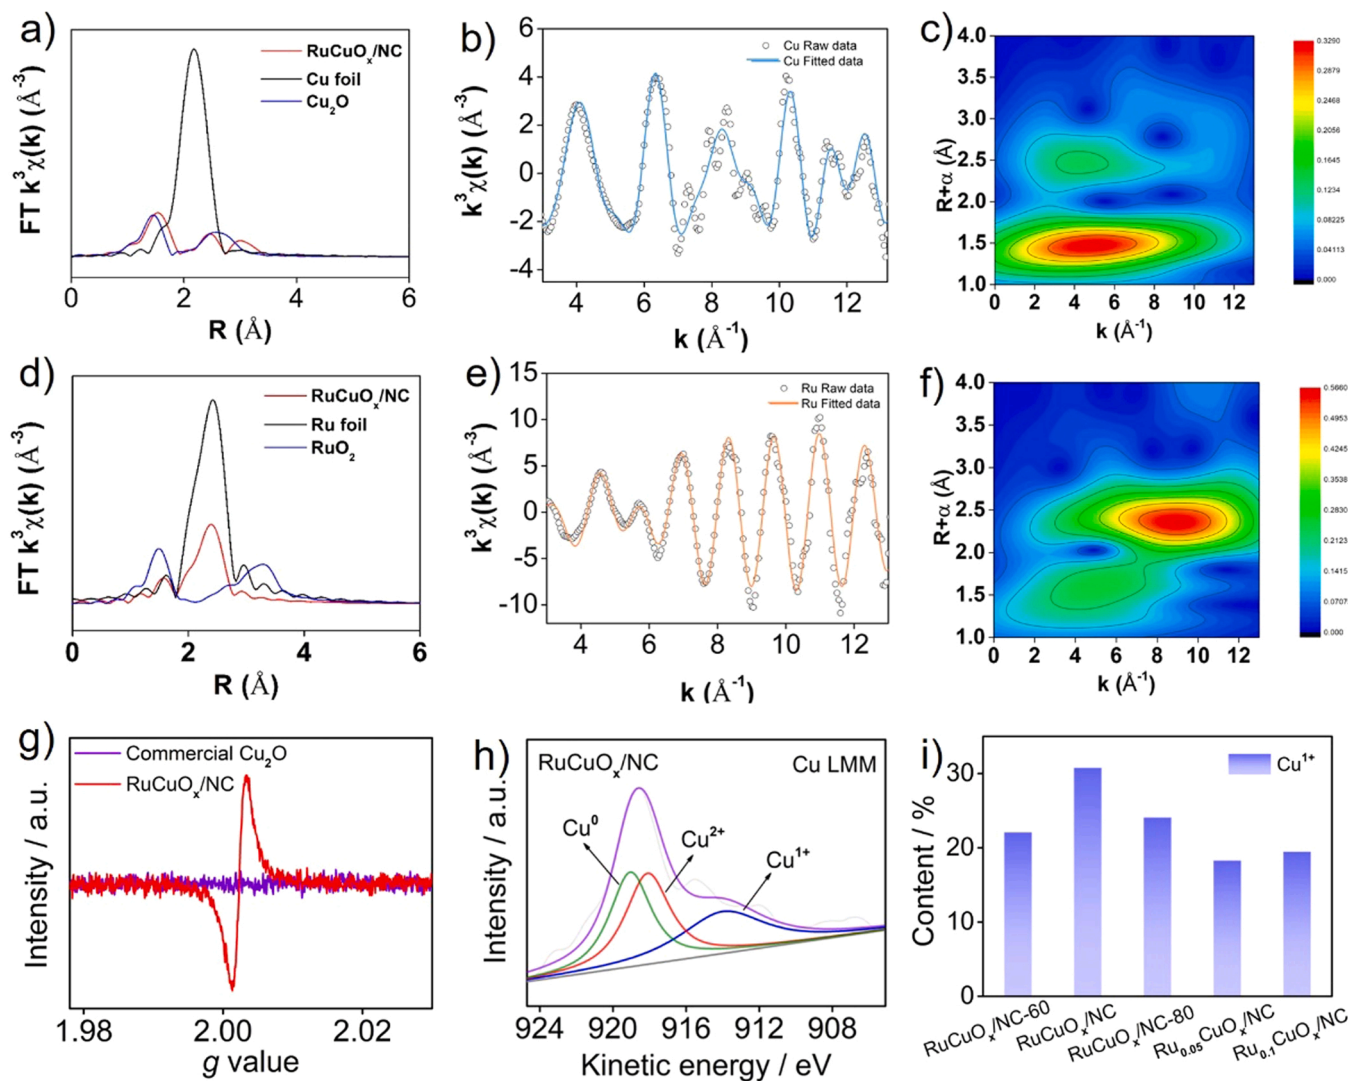 a)
RuCuOₓ/NC
Cu foil
Cu₂O
FT k³χ(k) (Å⁻³)
0 2 4 6
R (Å)
b)
Cu Raw data
Cu Fitted data
k³χ(k) (Å⁻³)
6
4
2
0
-2
-4
4 6 8 10 12
k (Å⁻¹)
c)
R+α (Å)
4.0
3.5
3.0
2.5
2.0
1.5
1.0
0 2 4 6 8 10 12
k (Å⁻¹)
0.3290
0.2879
0.2468
0.2056
0.1645
0.1234
0.08225
0.04113
0.000
d)
RuCuOₓ/NC
Ru foil
RuO₂
FT k³χ(k) (Å⁻³)
0 2 4 6
R (Å)
e)
Ru Raw data
Ru Fitted data
k³χ(k) (Å⁻³)
15
10
5
0
-5
-10
4 6 8 10 12
k (Å⁻¹)
f)
R+α (Å)
4.0
3.5
3.0
2.5
2.0
1.5
1.0
0 2 4 6 8 10 12
k (Å⁻¹)
0.5660
0.4953
0.4245
0.3537
0.2830
0.2123
0.1415
0.0707
0.000
g)
Commercial Cu₂O
RuCuOₓ/NC
Intensity / a.u.
1.98 2.00 2.02
g value
h)
RuCuOₓ/NC Cu LMM
Cu⁰
Cu²⁺
Cu¹⁺
Intensity / a.u.
924 920 916 912 908
Kinetic energy / eV
i)
Cu¹⁺
Content / %
30
20
10
0
RuCuOₓ/NC-60
RuCuOₓ/NC
RuCuOₓ/NC-80
Ru₀.₀₅CuOₓ/NC
Ru₀.₁CuOₓ/NC